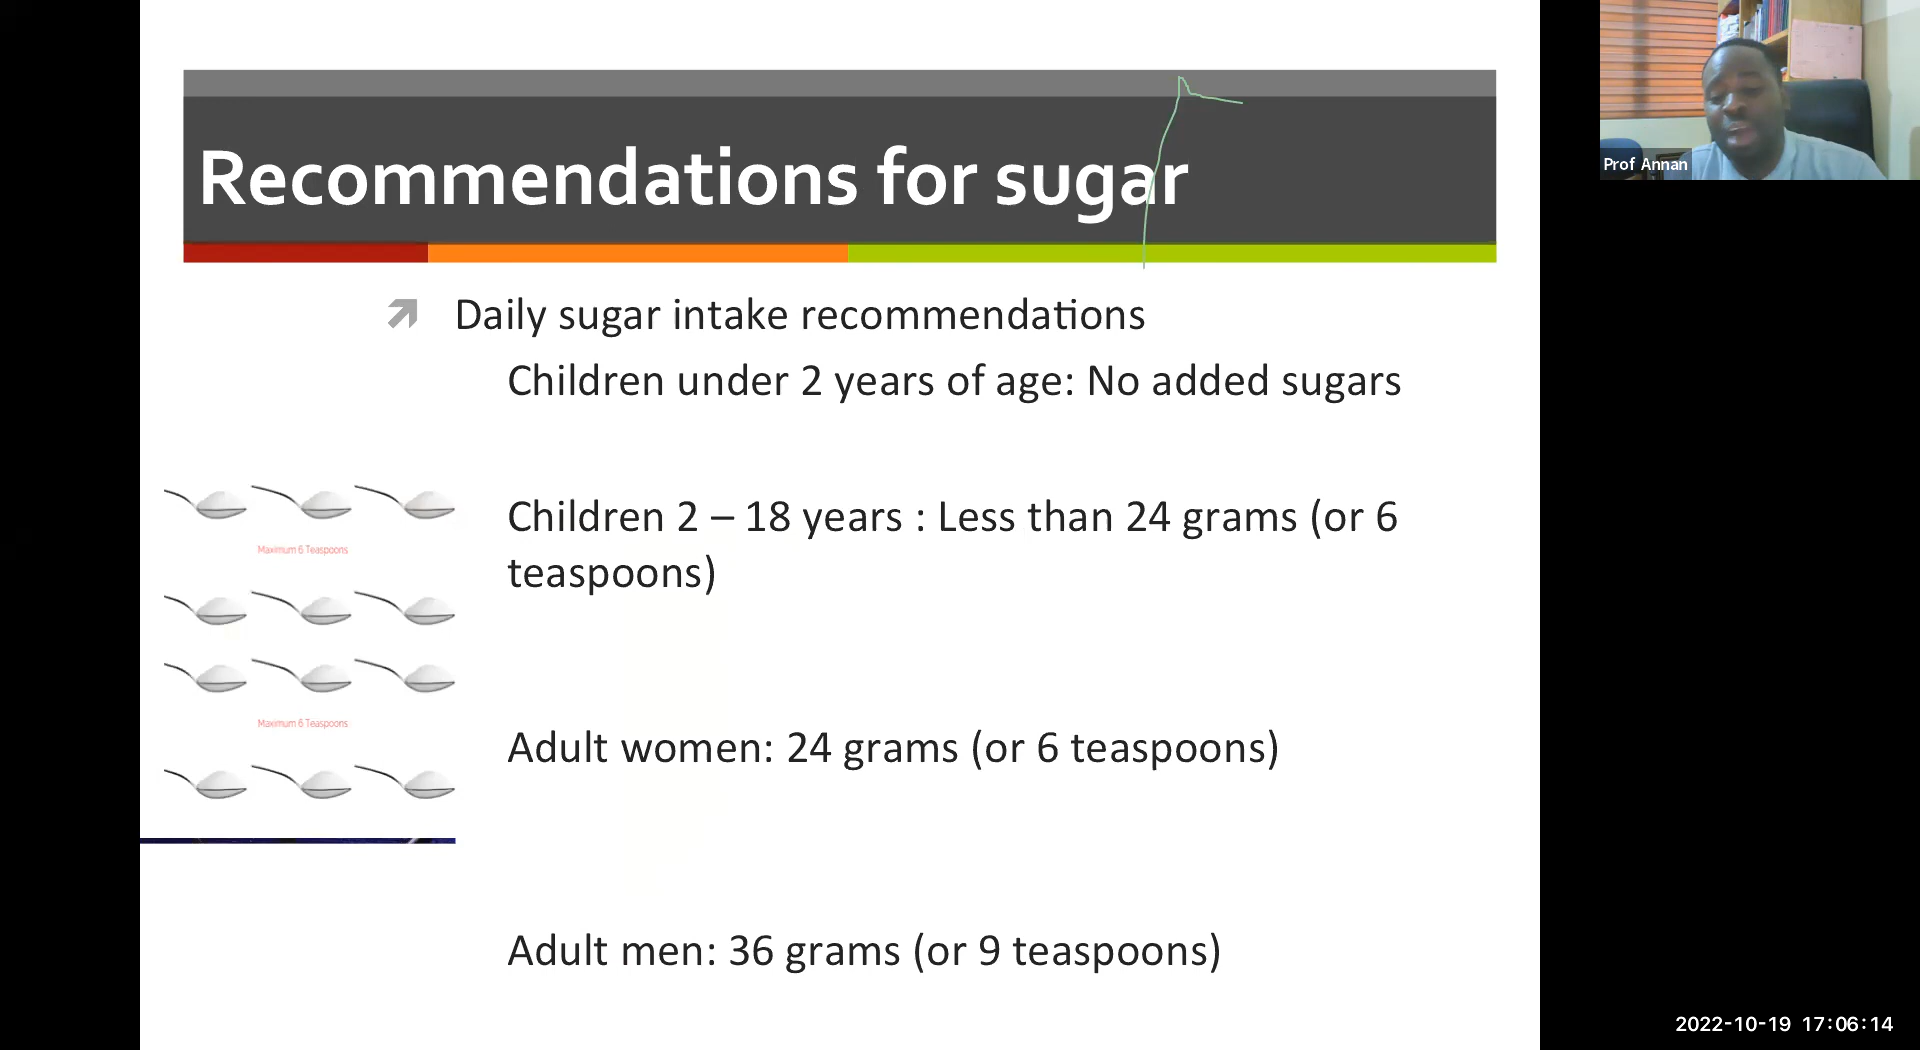 Recommendations for sugar
Daily sugar intake recommendations
Children under 2 years of age: No added sugars
Children 2 – 18 years : Less than 24 grams (or 6
teaspoons)
Maximum 6 Teaspoons
Maximum 6 Teaspoons
Adult women: 24 grams (or 6 teaspoons)
Adult men: 36 grams (or 9 teaspoons)
Prof Annan
2022-10-19 17:06:14